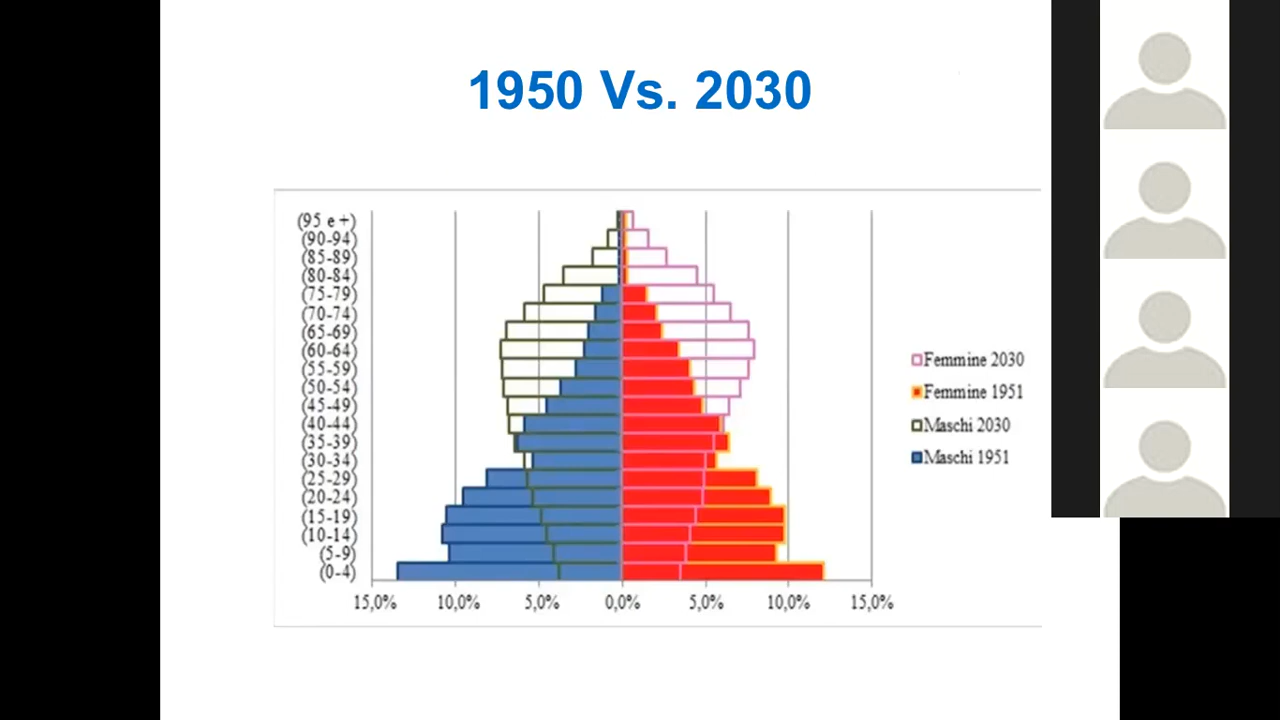 1950 Vs. 2030
(95 e +)
(90-94)
(85-89)
(80-84)
(75-79)
(70-74)
(65-69)
(60-64)
(55-59)
(50-54)
(45-49)
(40-44)
(35-39)
(30-34)
(25-29)
(20-24)
(15-19)
(10-14)
(5-9)
(0-4)
15,0% 10,0% 5,0% 0,0% 5,0% 10,0% 15,0%
Femmine 2030
Femmine 1951
Maschi 2030
Maschi 1951